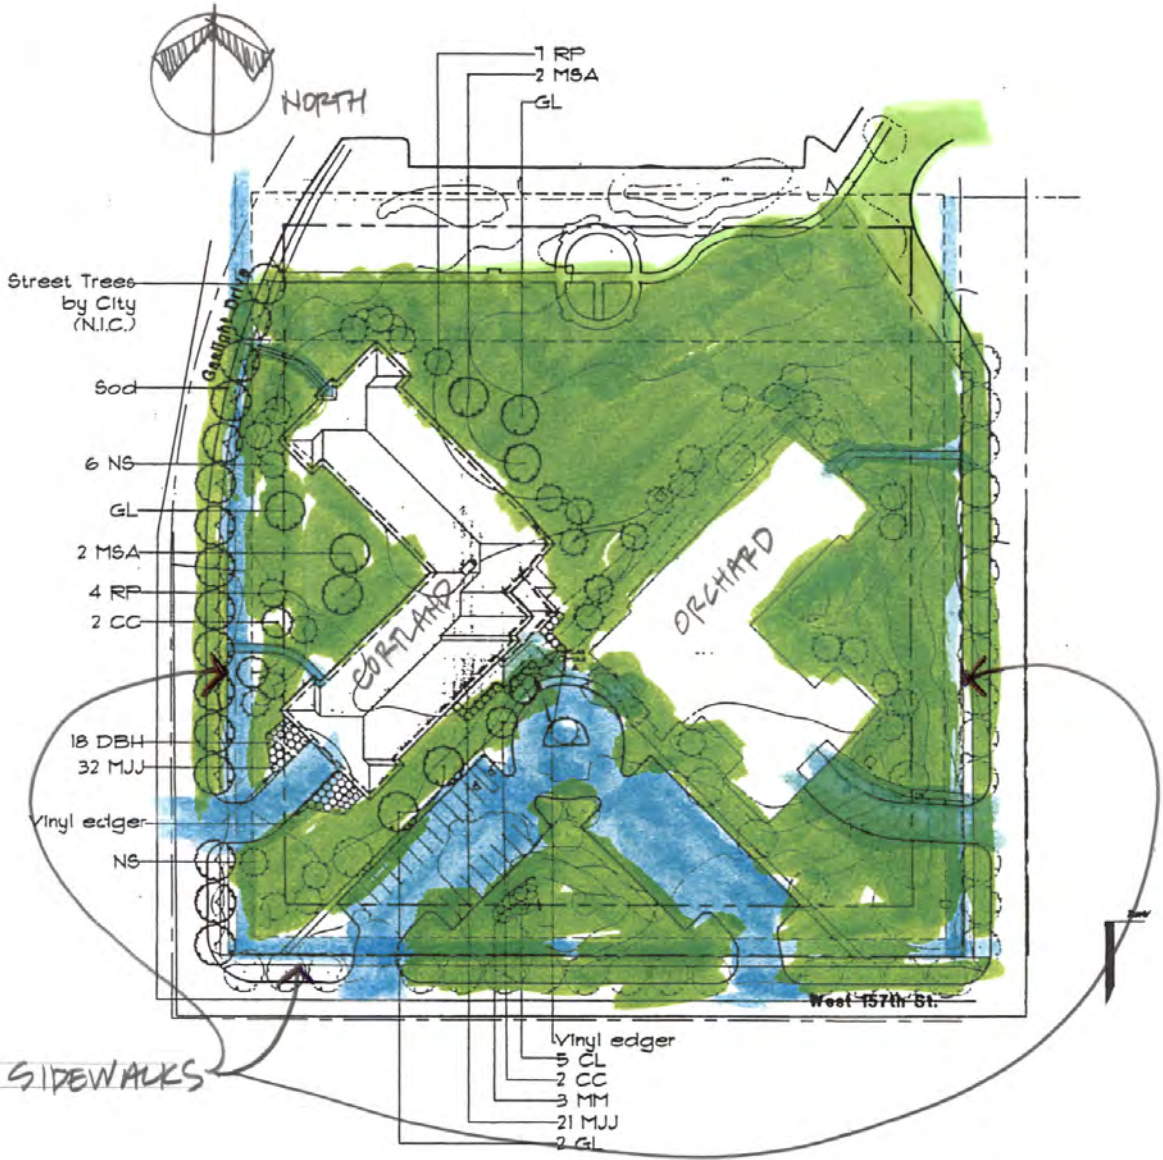 NORTH
1 RP
2 MSA
GL
Street Trees
by City
(N.I.C.)
Gaslight Drive
Sod
6 NS
GL
2 MSA
4 RP
2 CC
18 DBH
32 MJJ
Vinyl edger
NS
CORTLAND
ORCHARD
West 157th St.
SIDEWALKS
Vinyl edger
5 CL
2 CC
3 MM
21 MJJ
2 GL